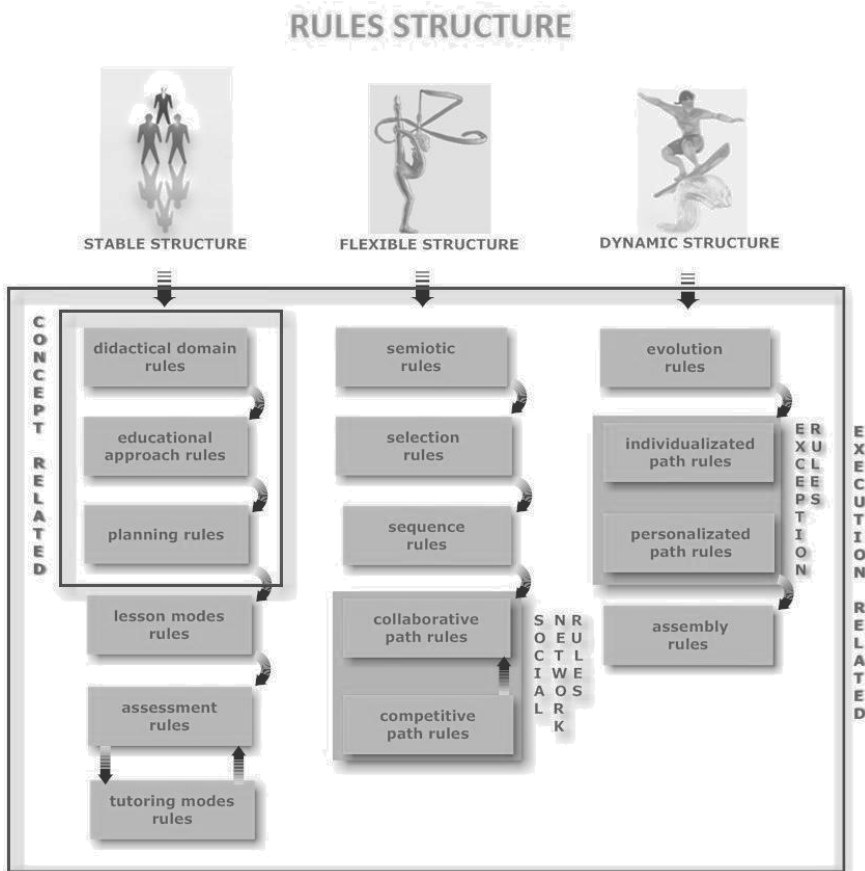 RULES STRUCTURE
STABLE STRUCTURE
FLEXIBLE STRUCTURE
DYNAMIC STRUCTURE
CONCEPT RELATED
didactical domain
rules
educational
approach rules
planning rules
lesson modes
rules
assessment
rules
tutoring modes
rules
semiotic
rules
selection
rules
sequence
rules
collaborative
path rules
competitive
path rules
SOCIAL
NETWORK
RULES
evolution
rules
individualizated
path rules
personalizated
path rules
EXCEPTION
RULES
assembly
rules
EXECUTION RELATED